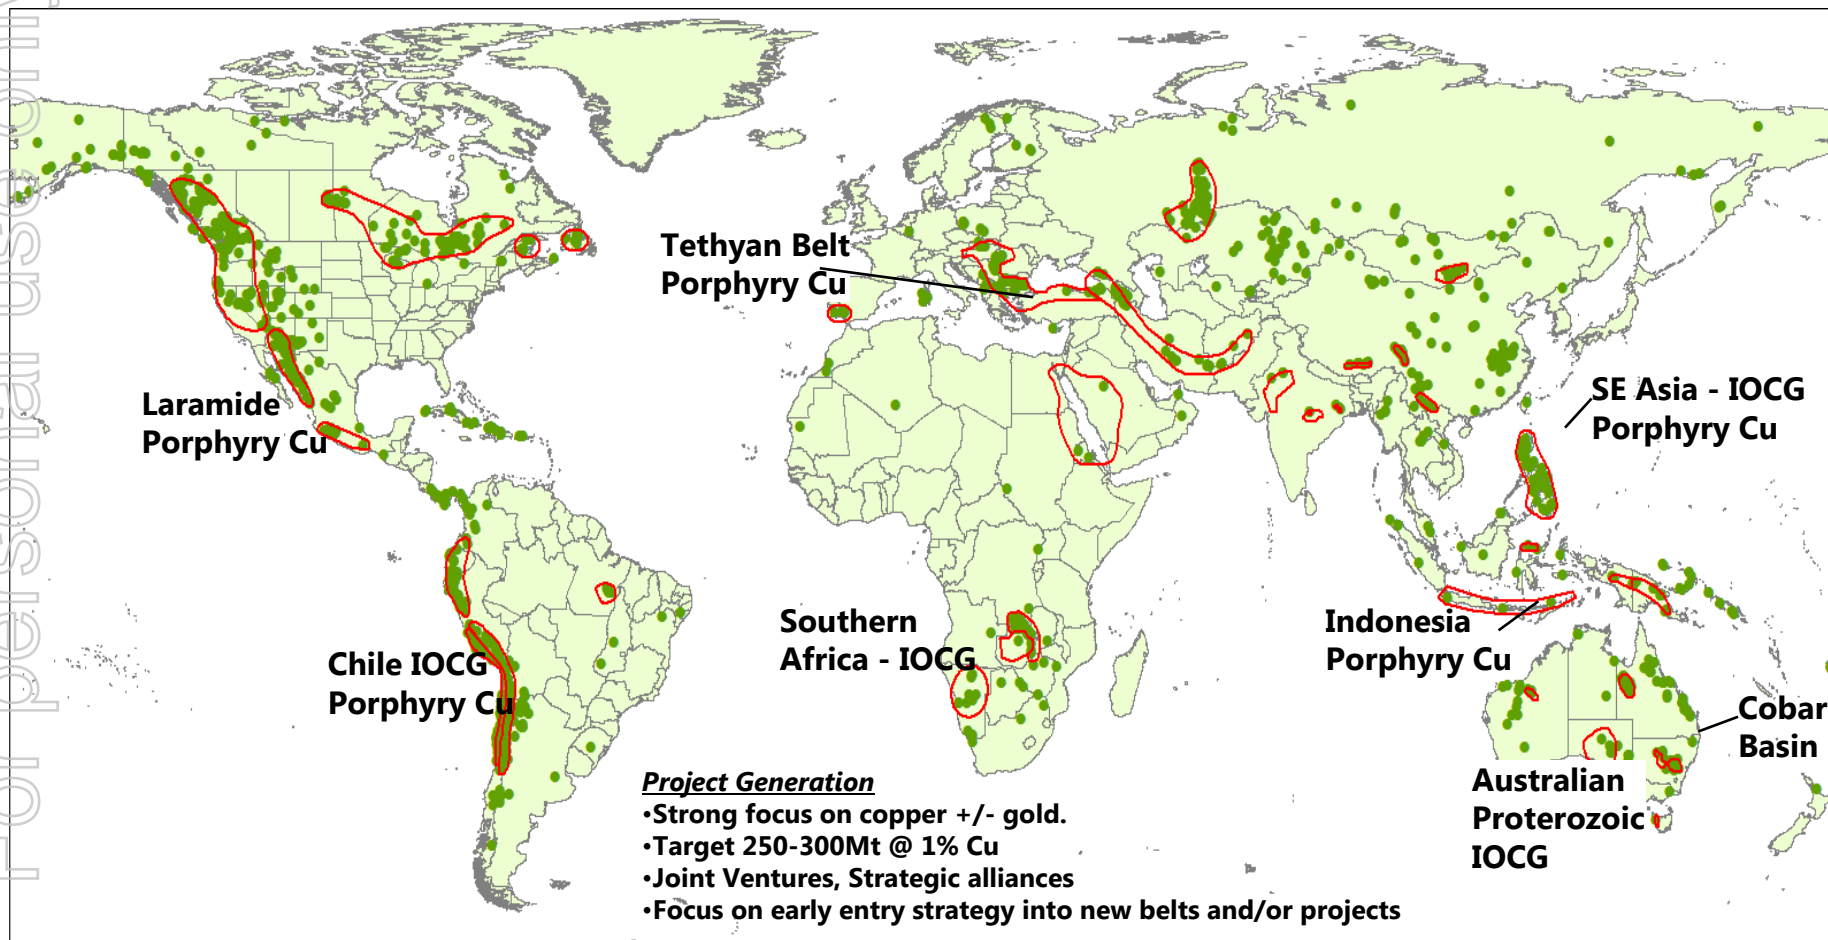 For personal use only
Tethyan Belt
Porphyry Cu
SE Asia - IOCG
Porphyry Cu
Laramide
Porphyry Cu
Southern
Africa - IOCG
Indonesia
Porphyry Cu
Chile IOCG
Porphyry Cu
Cobar
Basin
Australian
Proterozoic
IOCG
Project Generation
•Strong focus on copper +/- gold.
•Target 250-300Mt @ 1% Cu
•Joint Ventures, Strategic alliances
•Focus on early entry strategy into new belts and/or projects